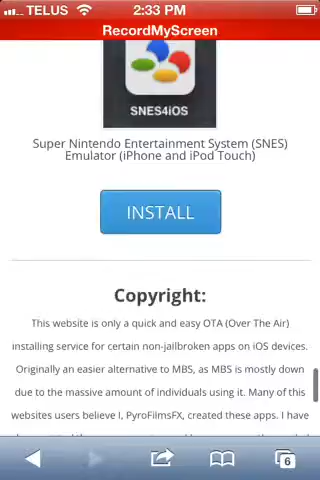 TELUS 2:33 PM
RecordMyScreen
SNES4iOS
Super Nintendo Entertainment System (SNES)
Emulator (iPhone and iPod Touch)
INSTALL
Copyright:
This website is only a quick and easy OTA (Over The Air)
installing service for certain non-jailbroken apps on iOS devices.
Originally an easier alternative to MBS, as MBS is mostly down
due to the massive amount of individuals using it. Many of this
websites users believe I, PyroFilmsFX, created these apps. I have
6